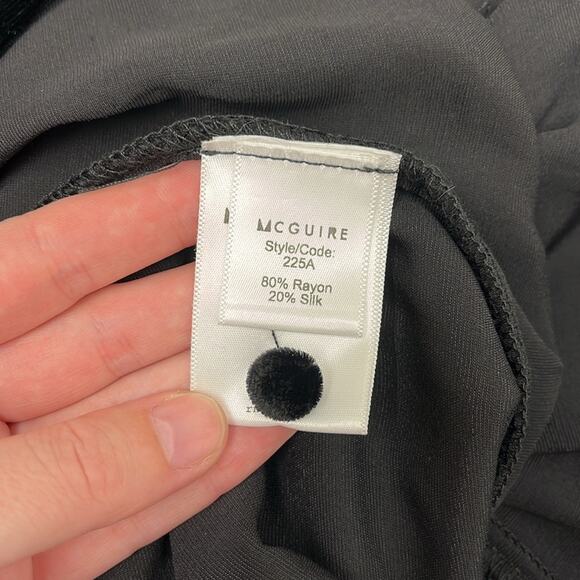 MCGUIRE
Style/Code:
225A
80% Rayon
20% Silk